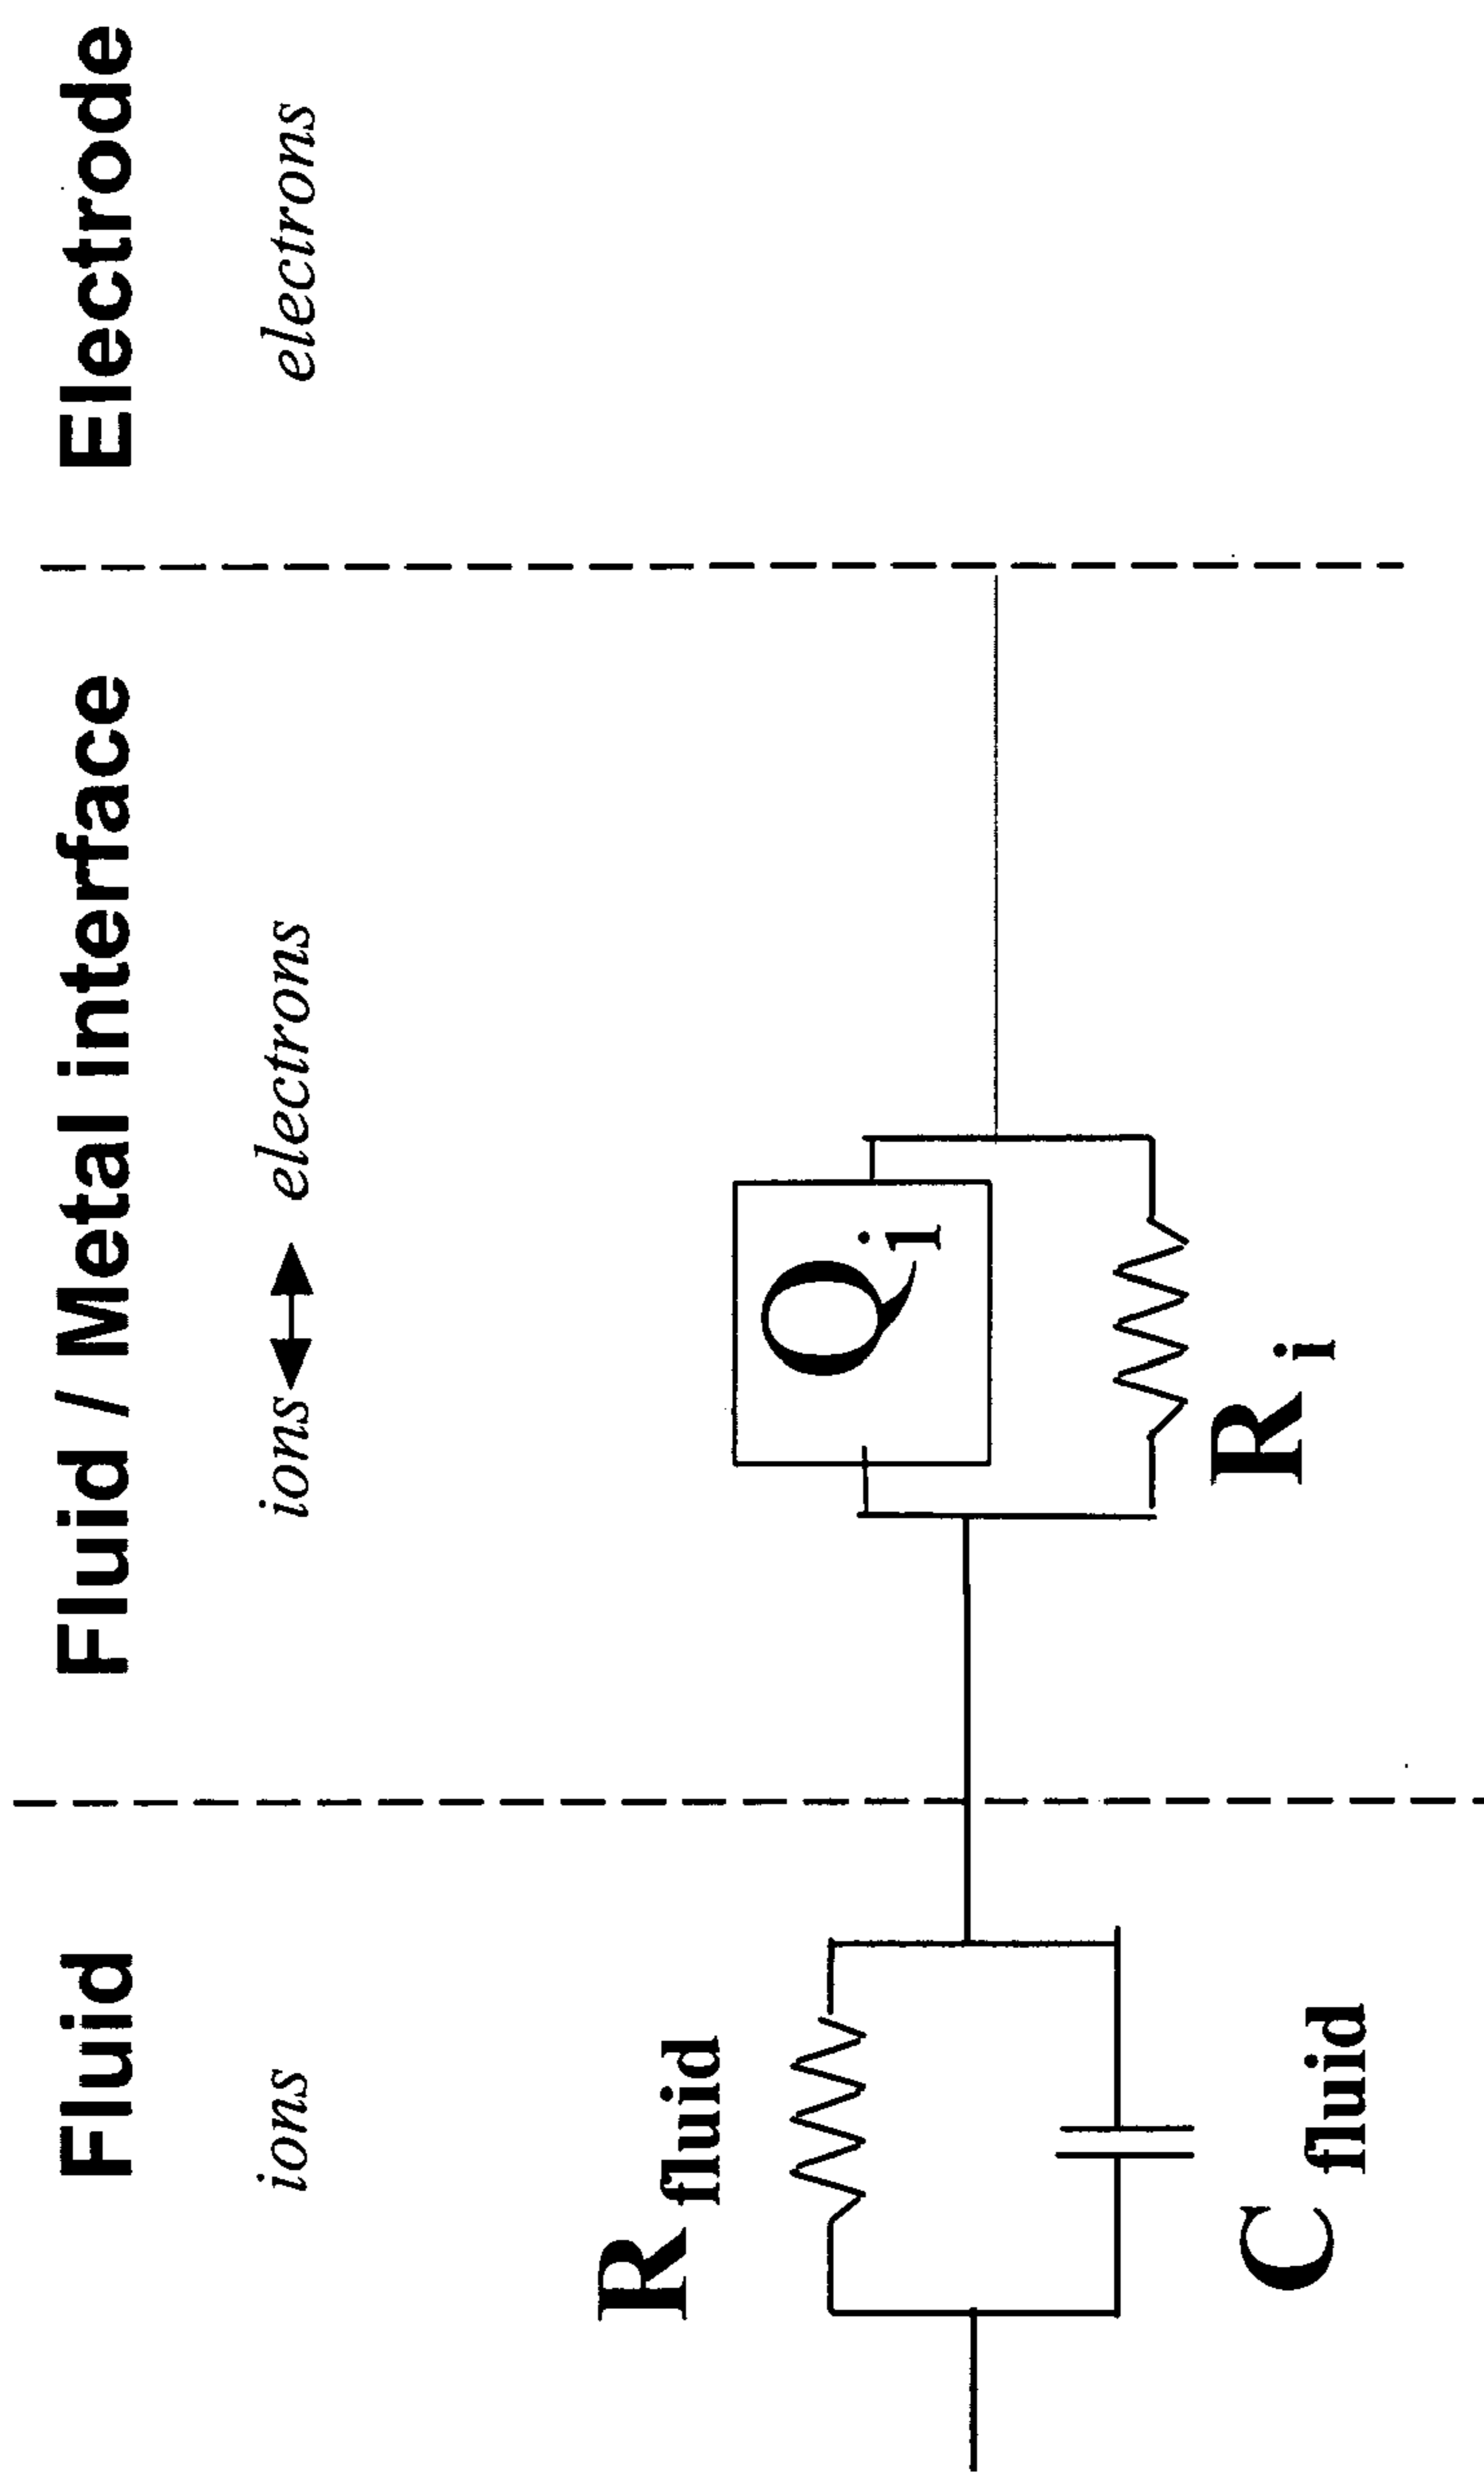 Fluid
Fluid / Metal interface
Electrode
ions
ions electrons
electrons
R fluid
Q i
C fluid
R i